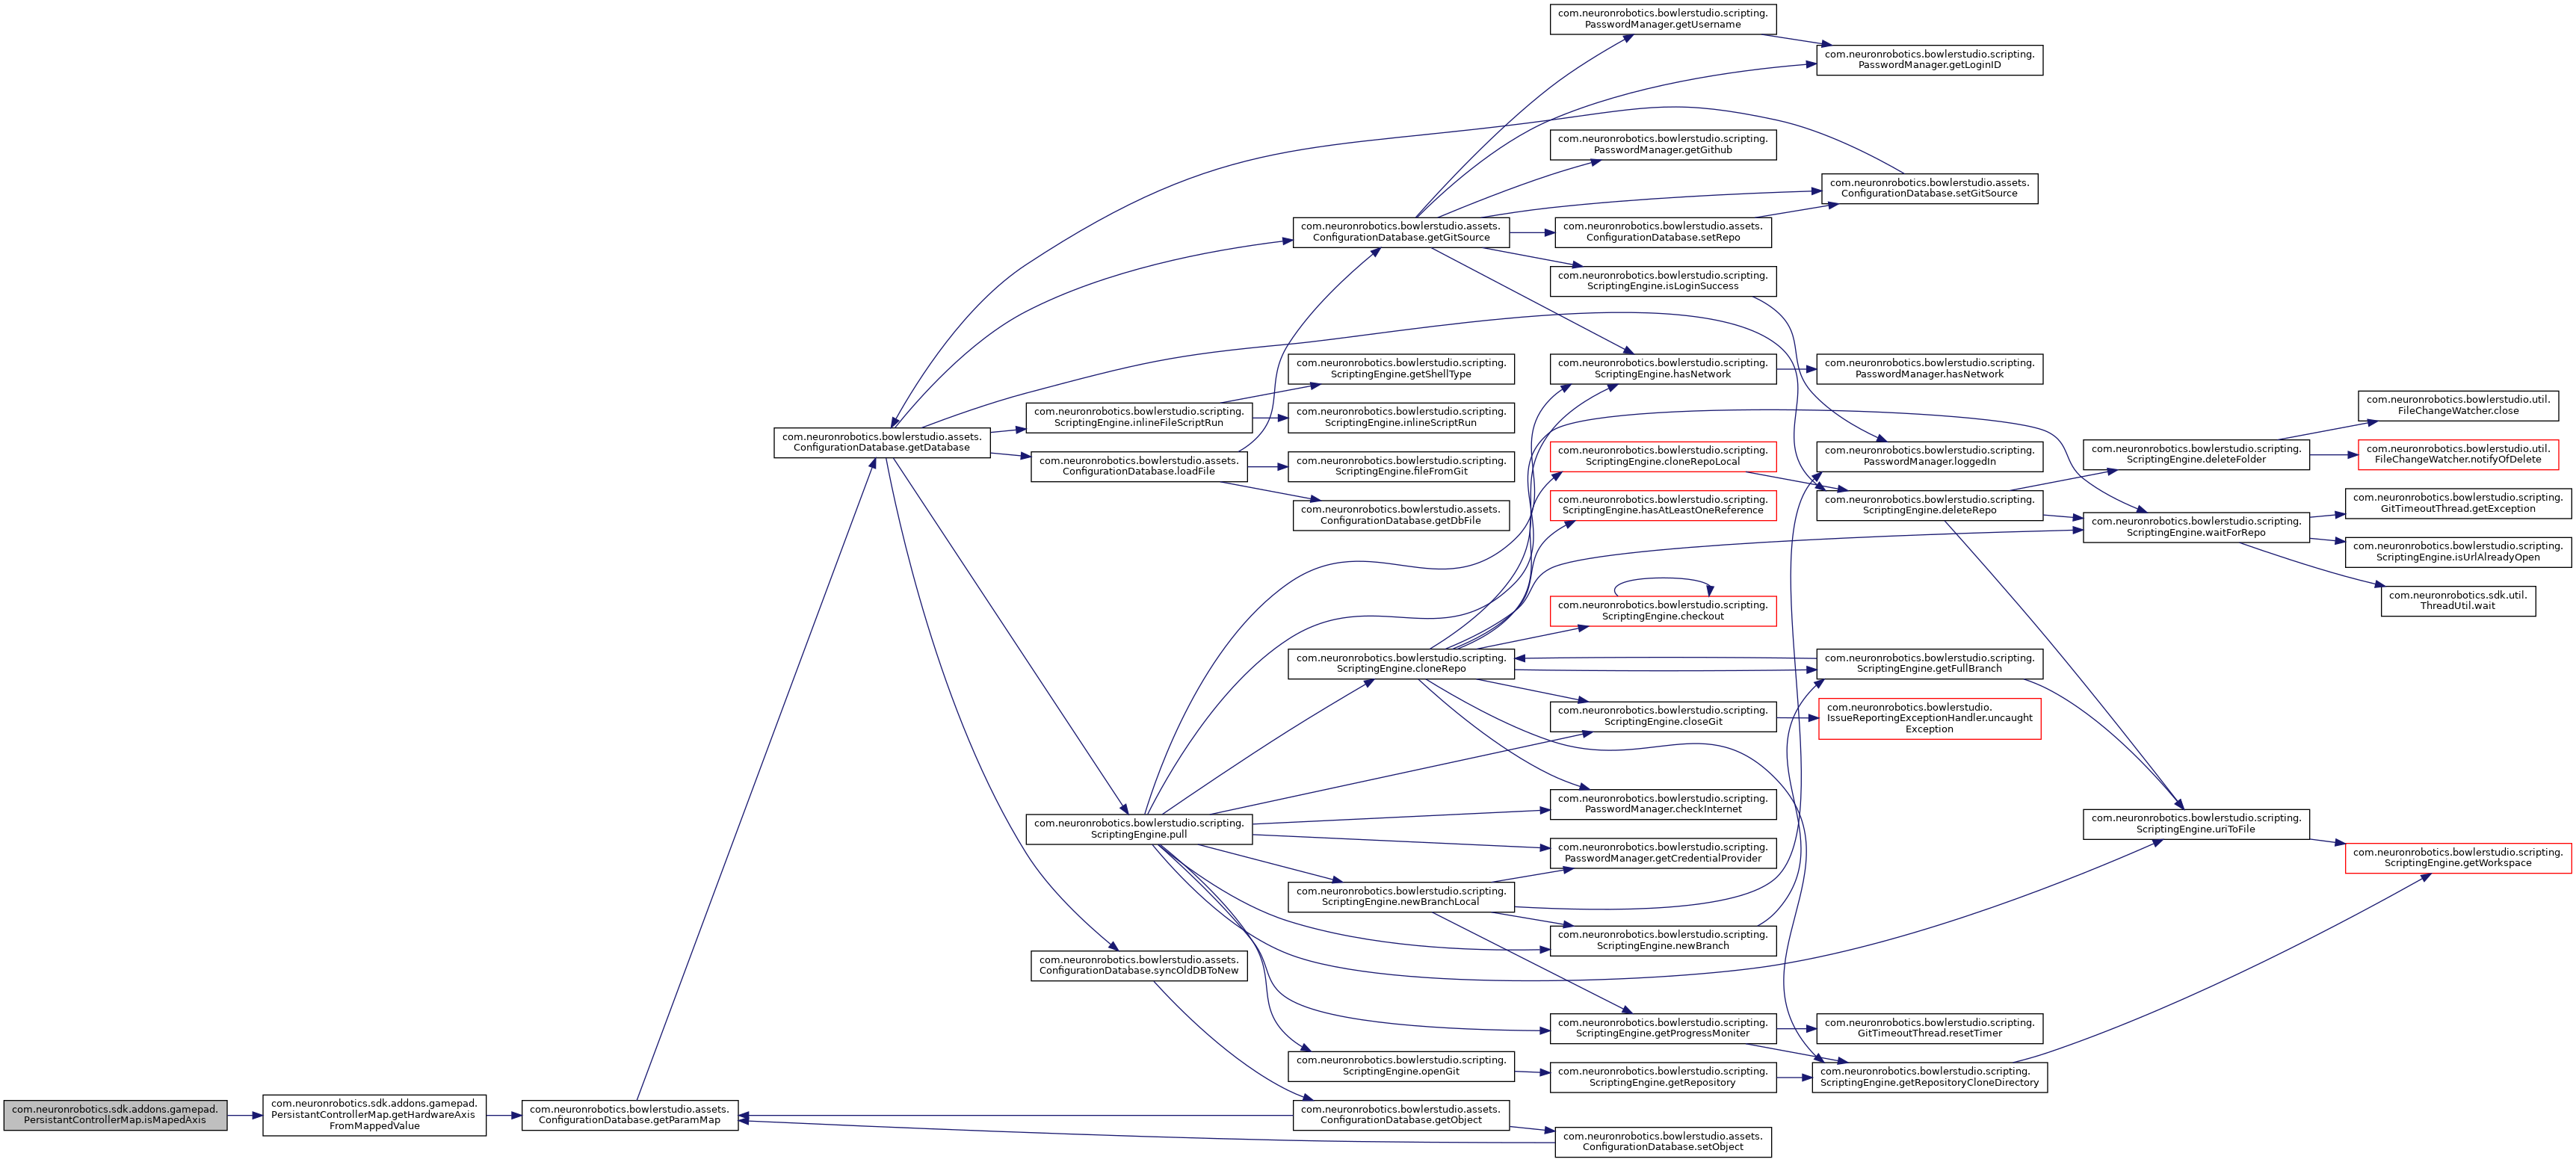 com.neuronrobotics.sdk.addons.gamepad.
PersistantControllerMap.isMapedAxis
com.neuronrobotics.sdk.addons.gamepad.
PersistantControllerMap.getHardwareAxis
FromMappedValue
com.neuronrobotics.bowlerstudio.assets.
ConfigurationDatabase.getParamMap
com.neuronrobotics.bowlerstudio.assets.
ConfigurationDatabase.getDatabase
com.neuronrobotics.bowlerstudio.scripting.
ScriptingEngine.inlineFileScriptRun
com.neuronrobotics.bowlerstudio.assets.
ConfigurationDatabase.loadFile
com.neuronrobotics.bowlerstudio.scripting.
ScriptingEngine.pull
com.neuronrobotics.bowlerstudio.assets.
ConfigurationDatabase.syncOldDBToNew
com.neuronrobotics.bowlerstudio.assets.
ConfigurationDatabase.getGitSource
com.neuronrobotics.bowlerstudio.scripting.
ScriptingEngine.getShellType
com.neuronrobotics.bowlerstudio.scripting.
ScriptingEngine.inlineScriptRun
com.neuronrobotics.bowlerstudio.scripting.
ScriptingEngine.fileFromGit
com.neuronrobotics.bowlerstudio.assets.
ConfigurationDatabase.getDbFile
com.neuronrobotics.bowlerstudio.scripting.
ScriptingEngine.cloneRepo
com.neuronrobotics.bowlerstudio.scripting.
ScriptingEngine.newBranchLocal
com.neuronrobotics.bowlerstudio.scripting.
ScriptingEngine.openGit
com.neuronrobotics.bowlerstudio.assets.
ConfigurationDatabase.getObject
com.neuronrobotics.bowlerstudio.scripting.
PasswordManager.getUsername
com.neuronrobotics.bowlerstudio.scripting.
PasswordManager.getGithub
com.neuronrobotics.bowlerstudio.assets.
ConfigurationDatabase.setRepo
com.neuronrobotics.bowlerstudio.scripting.
ScriptingEngine.isLoginSuccess
com.neuronrobotics.bowlerstudio.scripting.
ScriptingEngine.hasNetwork
com.neuronrobotics.bowlerstudio.scripting.
ScriptingEngine.cloneRepoLocal
com.neuronrobotics.bowlerstudio.scripting.
ScriptingEngine.hasAtLeastOneReference
com.neuronrobotics.bowlerstudio.scripting.
ScriptingEngine.checkout
com.neuronrobotics.bowlerstudio.scripting.
ScriptingEngine.closeGit
com.neuronrobotics.bowlerstudio.scripting.
PasswordManager.checkInternet
com.neuronrobotics.bowlerstudio.scripting.
PasswordManager.getCredentialProvider
com.neuronrobotics.bowlerstudio.scripting.
ScriptingEngine.newBranch
com.neuronrobotics.bowlerstudio.scripting.
ScriptingEngine.getProgressMoniter
com.neuronrobotics.bowlerstudio.scripting.
ScriptingEngine.getRepository
com.neuronrobotics.bowlerstudio.assets.
ConfigurationDatabase.setObject
com.neuronrobotics.bowlerstudio.scripting.
PasswordManager.getLoginID
com.neuronrobotics.bowlerstudio.assets.
ConfigurationDatabase.setGitSource
com.neuronrobotics.bowlerstudio.scripting.
PasswordManager.hasNetwork
com.neuronrobotics.bowlerstudio.scripting.
PasswordManager.loggedIn
com.neuronrobotics.bowlerstudio.scripting.
ScriptingEngine.deleteRepo
com.neuronrobotics.bowlerstudio.scripting.
ScriptingEngine.getFullBranch
com.neuronrobotics.bowlerstudio.
IssueReportingExceptionHandler.uncaught
Exception
com.neuronrobotics.bowlerstudio.scripting.
GitTimeoutThread.resetTimer
com.neuronrobotics.bowlerstudio.scripting.
ScriptingEngine.getRepositoryCloneDirectory
com.neuronrobotics.bowlerstudio.scripting.
ScriptingEngine.deleteFolder
com.neuronrobotics.bowlerstudio.scripting.
ScriptingEngine.waitForRepo
com.neuronrobotics.bowlerstudio.scripting.
ScriptingEngine.uriToFile
com.neuronrobotics.bowlerstudio.util.
FileChangeWatcher.close
com.neuronrobotics.bowlerstudio.util.
FileChangeWatcher.notifyOfDelete
com.neuronrobotics.bowlerstudio.scripting.
GitTimeoutThread.getException
com.neuronrobotics.bowlerstudio.scripting.
ScriptingEngine.isUrlAlreadyOpen
com.neuronrobotics.sdk.util.
ThreadUtil.wait
com.neuronrobotics.bowlerstudio.scripting.
ScriptingEngine.getWorkspace